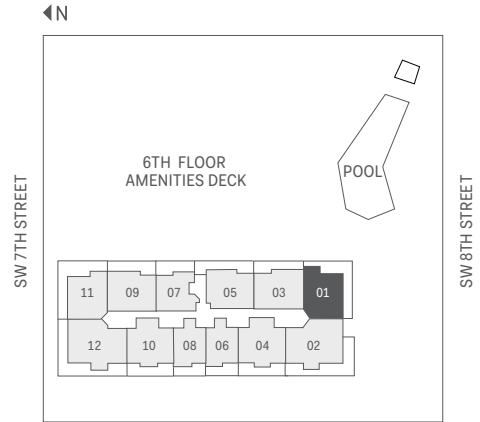 N
6TH FLOOR
AMENITIES DECK
POOL
SW 7TH STREET
SW 8TH STREET
11 09 07 05 03 01
12 10 08 06 04 02